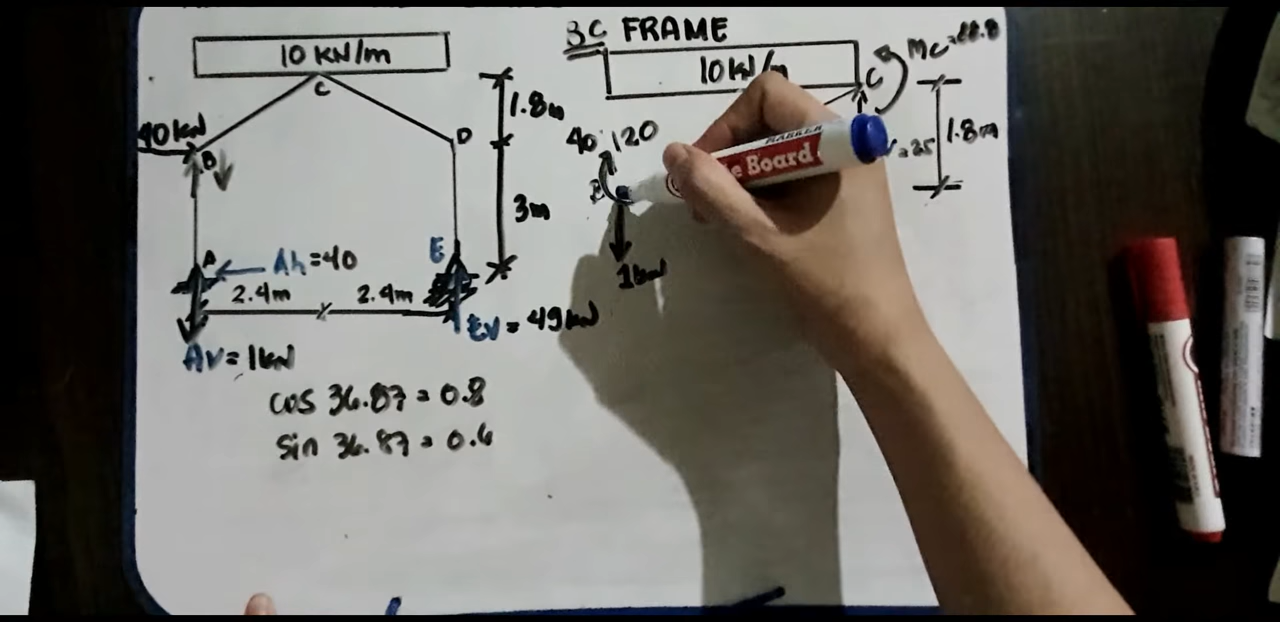 10 KN/m
C
40 KN
B
D
1.8m
3m
A
Ah = 40
E
2.4m
2.4m
Ev = 49 KN
Av = 1 KN
cos 36.87 = 0.8
sin 36.87 = 0.6
BC FRAME
10 KN/m
C
40
120
B
1 KN
= 25
1.8m
MARKER
Board